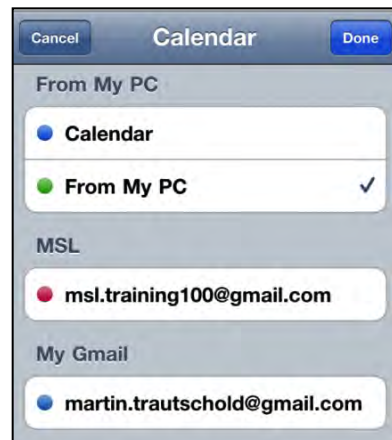 Cancel Calendar Done
From My PC
Calendar
From My PC
MSL
msl.training100@gmail.com
My Gmail
martin.trautschold@gmail.com